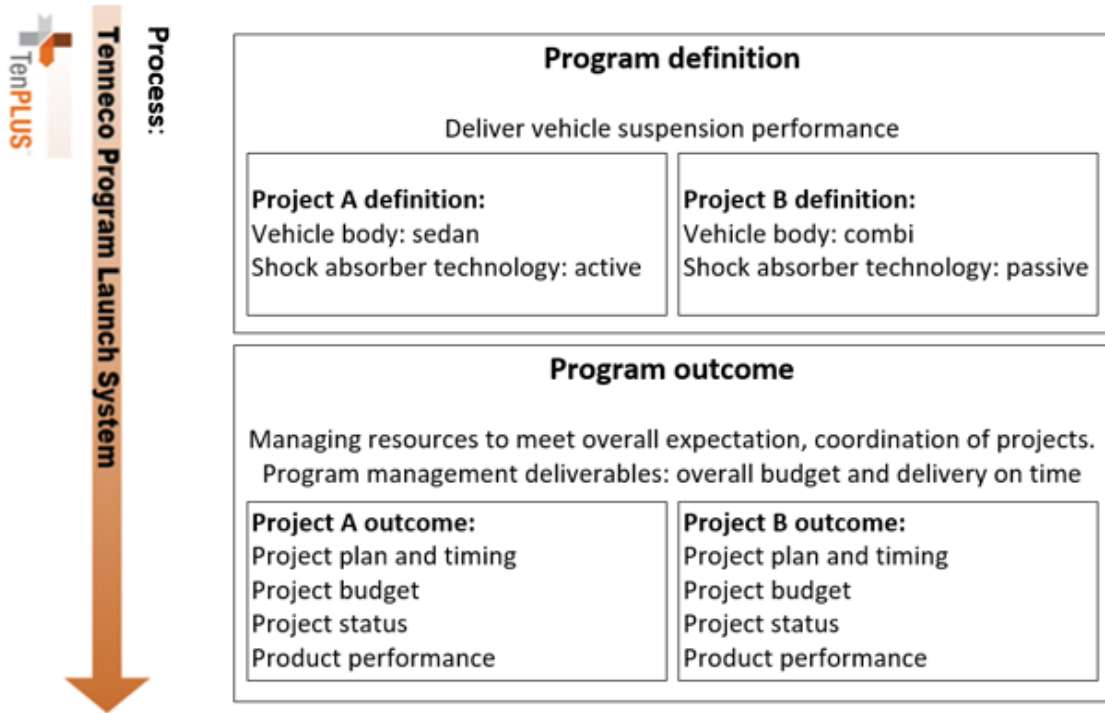 TenPLUS
Tenneco Program Launch System
Process:
Program definition
Deliver vehicle suspension performance
Project A definition:
Vehicle body: sedan
Shock absorber technology: active
Project B definition:
Vehicle body: combi
Shock absorber technology: passive
Program outcome
Managing resources to meet overall expectation, coordination of projects.
Program management deliverables: overall budget and delivery on time
Project A outcome:
Project plan and timing
Project budget
Project status
Product performance
Project B outcome:
Project plan and timing
Project budget
Project status
Product performance